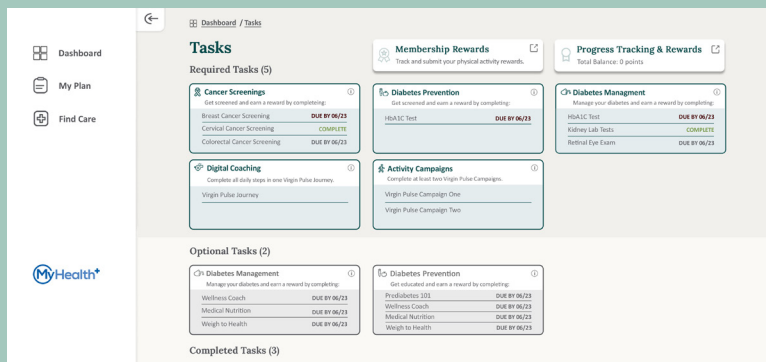 Dashboard / Tasks
Dashboard
My Plan
Find Care
MyHealth+
Tasks
Membership Rewards
Track and submit your physical activity rewards.
Progress Tracking & Rewards
Total Balance: 0 points
Required Tasks (5)
Cancer Screenings
Get screened and earn a reward by completeing:
Breast Cancer Screening DUE BY 06/23
Cervical Cancer Screening COMPLETE
Colorectal Cancer Screening DUE BY 06/23
Diabetes Prevention
Get screened and earn a reward by completing:
HbA1C Test DUE BY 06/23
Diabetes Managment
Manage your diabetes and earn a reward by completing:
HbA1C Test DUE BY 06/23
Kidney Lab Tests COMPLETE
Retinal Eye Exam DUE BY 06/23
Digital Coaching
Complete all daily steps in one Virgin Pulse Journey.
Virgin Pulse Journey
Activity Campaigns
Complete at least two Virgin Pulse Campaigns.
Virgin Pulse Campaign One
Virgin Pulse Campaign Two
Optional Tasks (2)
Diabetes Management
Manage your diabetes and earn a reward by completing:
Wellness Coach DUE BY 06/23
Medical Nutrition DUE BY 06/23
Weigh to Health DUE BY 06/23
Diabetes Prevention
Get educated and earn a reward by completing:
Prediabetes 101 DUE BY 06/23
Wellness Coach DUE BY 06/23
Medical Nutrition DUE BY 06/23
Weigh to Health DUE BY 06/23
Completed Tasks (3)